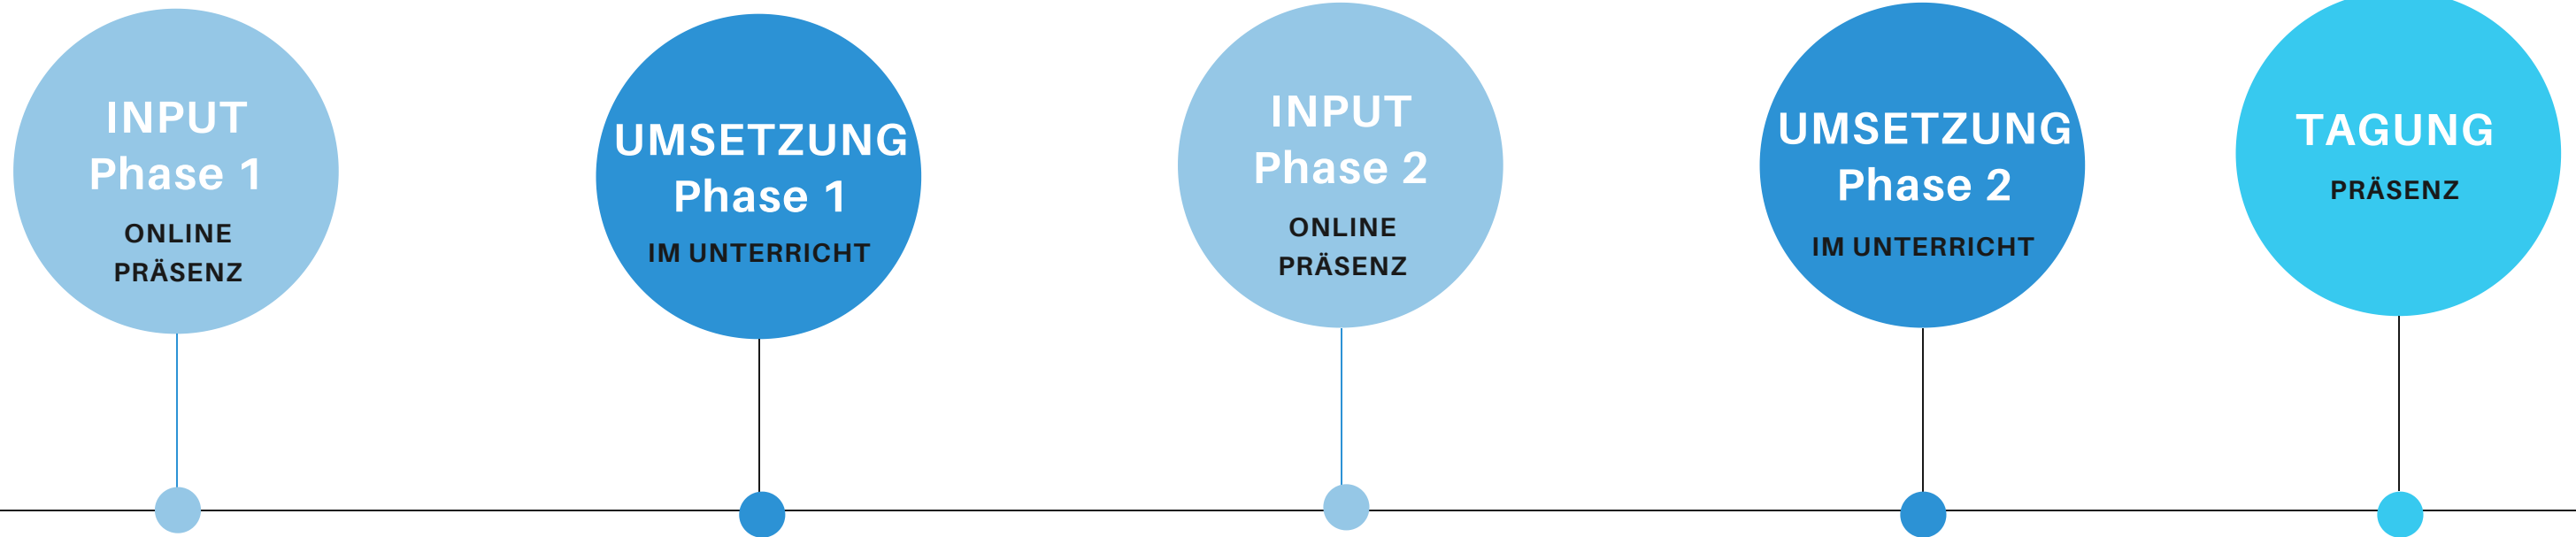 INPUT
Phase 1
ONLINE
PRÄSENZ
UMSETZUNG
Phase 1
IM UNTERRICHT
INPUT
Phase 2
ONLINE
PRÄSENZ
UMSETZUNG
Phase 2
IM UNTERRICHT
TAGUNG
PRÄSENZ